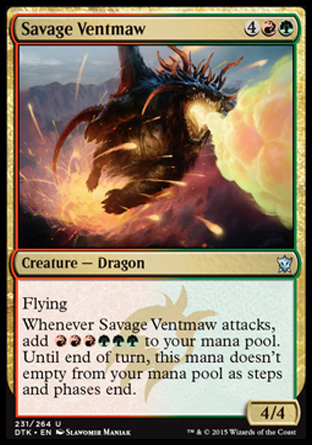 Savage Ventmaw 4
Creature — Dragon
Flying
Whenever Savage Ventmaw attacks,
add to your mana pool.
Until end of turn, this mana doesn't
empty from your mana pool as steps
and phases end.
4/4
231/264 U
DTK • EN SLAWOMIR MANIAK ™ & © 2015 Wizards of the Coast